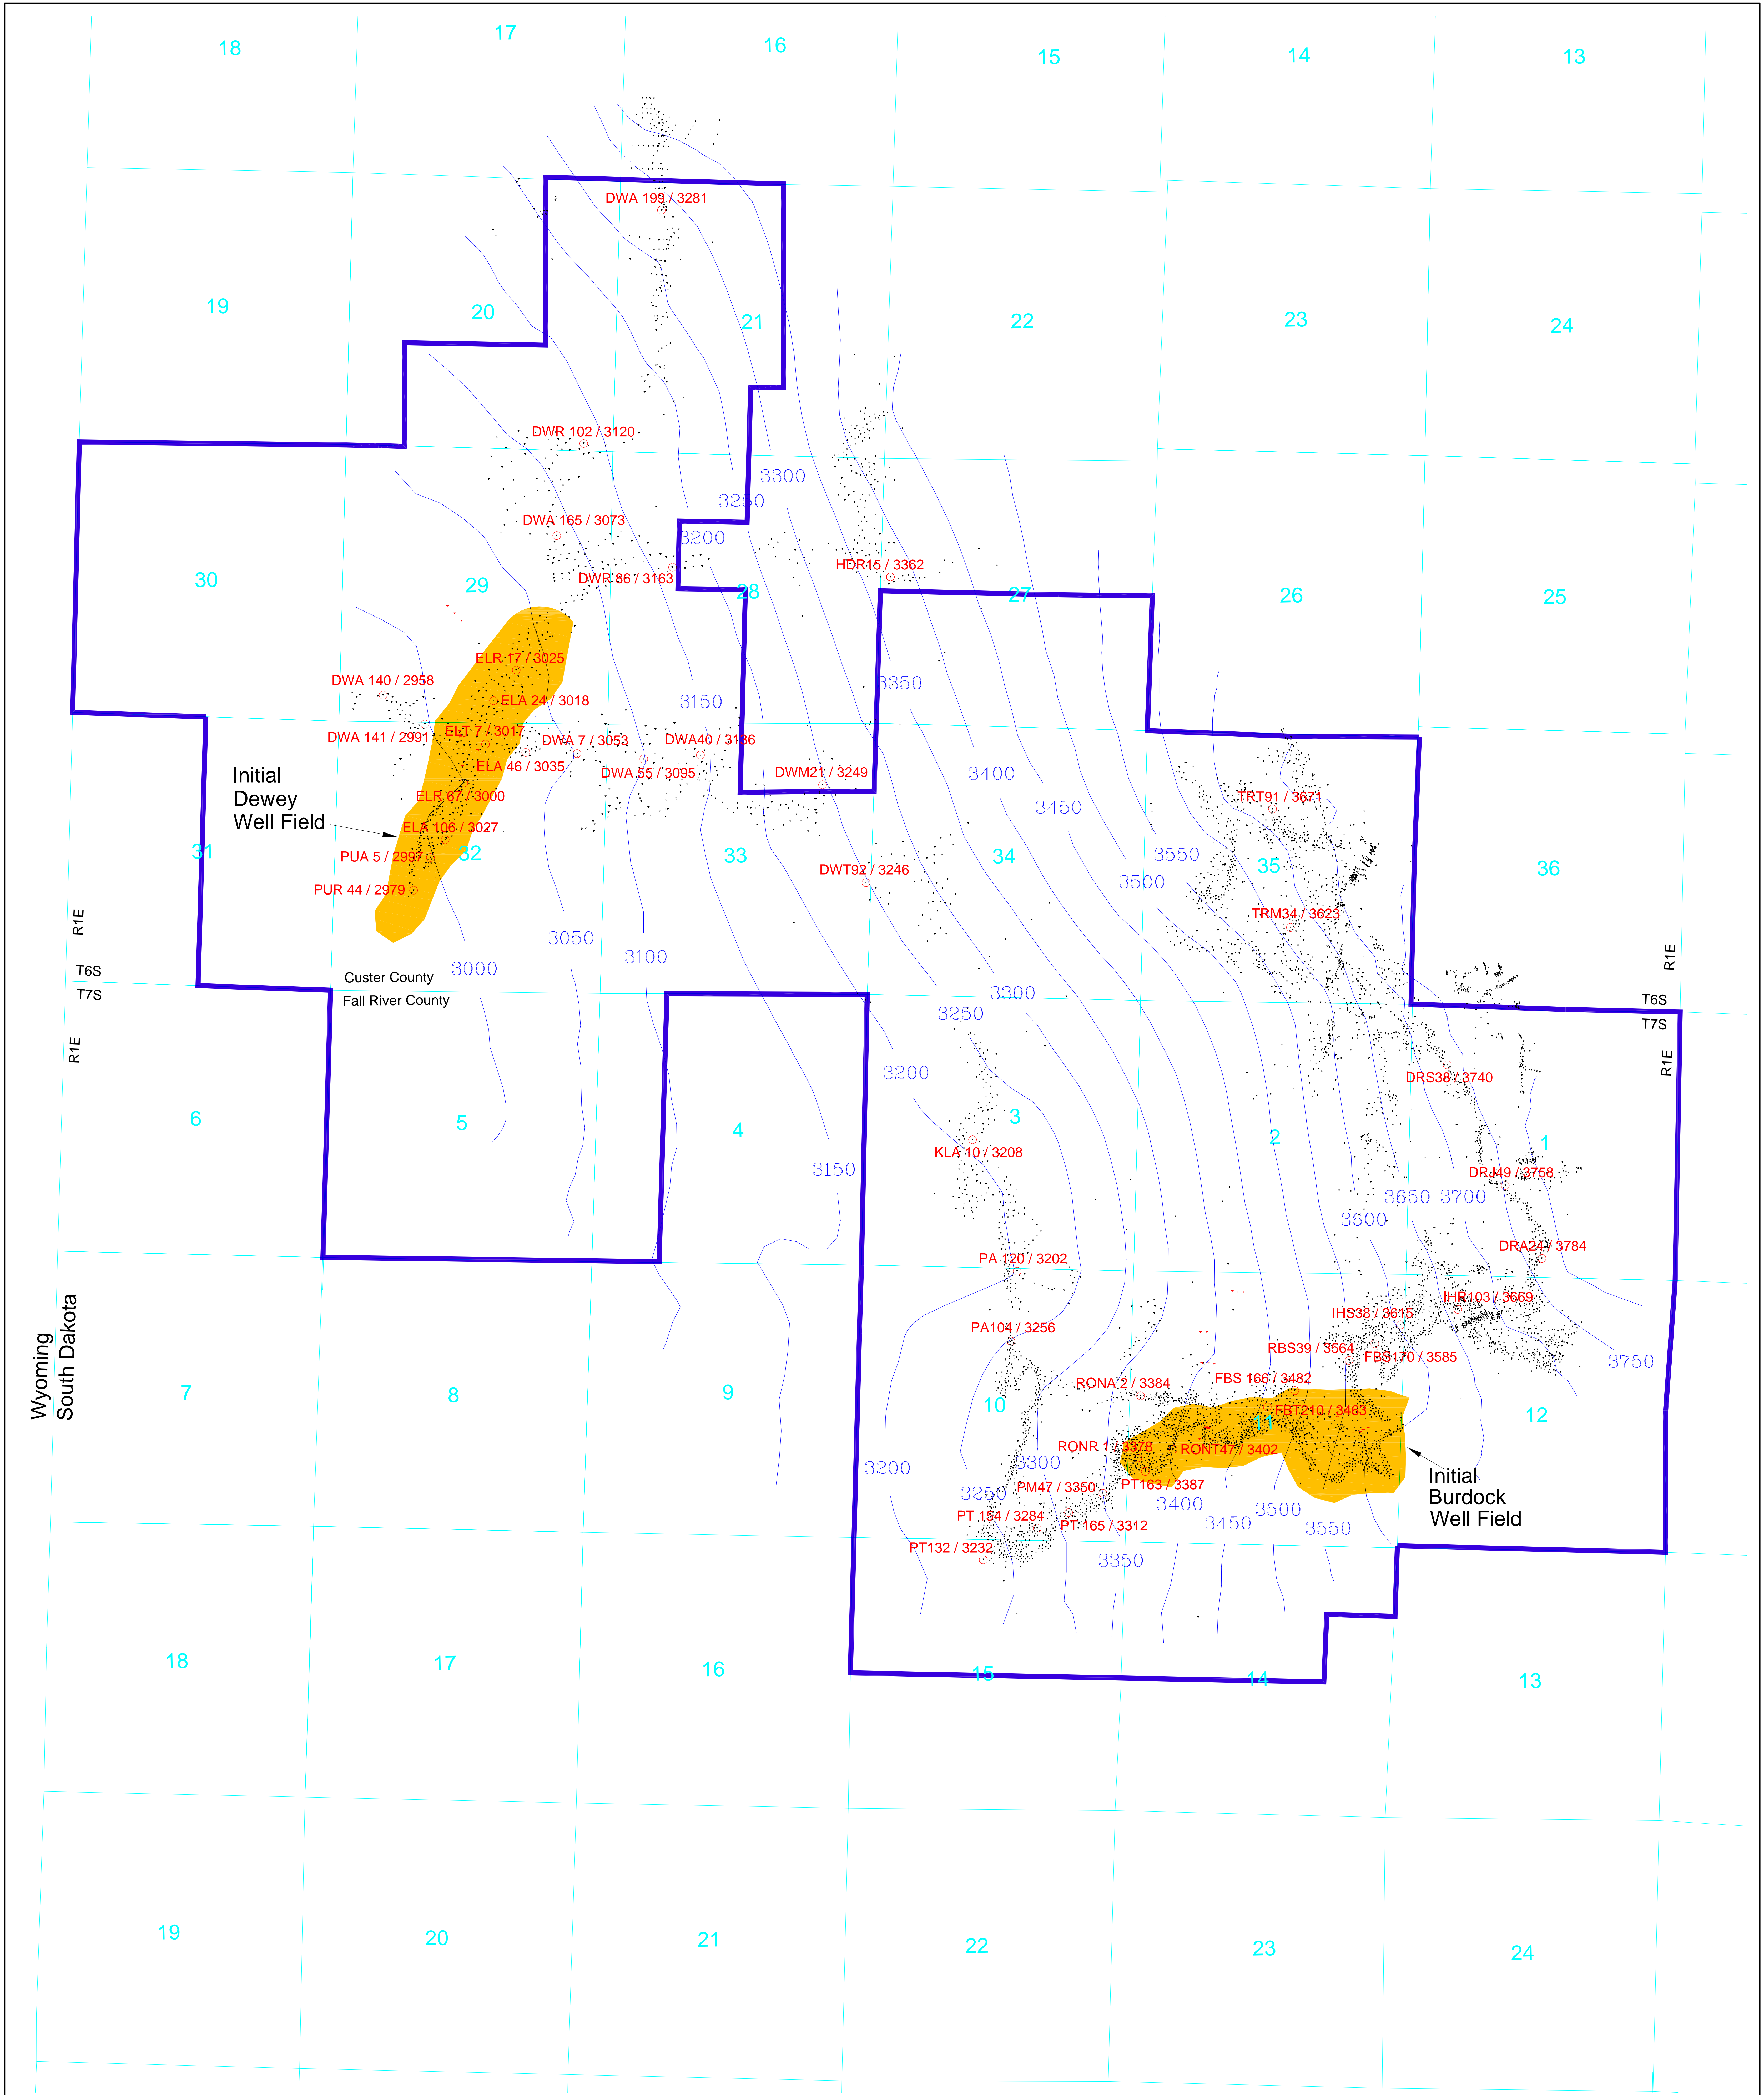 18
17
16
15
14
13
DWA 199 / 3281
19
20
21
22
23
24
DWR 102 / 3120
3300
3250
DWA 165 / 3073
3200
30
29
DWR 86 / 3163
28
HDR15 / 3362
27
26
25
ELR 17 / 3025
DWA 140 / 2958
ELA 24 / 3018
3150
3350
DWA 141 / 2991
ELT 7 / 3017
DWA 7 / 3053
DWA40 / 3136
ELA 46 / 3035
DWA 55 / 3095
DWM21 / 3249
3400
3450
Initial
Dewey
Well Field
ELR 67 / 3000
TRT91 / 3671
ELA 106 / 3027
31
PUA 5 / 2997
32
33
34
3550
35
36
PUR 44 / 2979
DWT92 / 3246
3500
R1E
TRM34 / 3623
3050
3100
3000
R1E
T6S
Custer County
T7S
Fall River County
3300
3250
T6S
T7S
R1E
R1E
3200
DRS38 / 3740
6
5
4
3
2
1
KLA 10 / 3208
3150
DRJ49 / 3758
3650
3700
3600
PA 120 / 3202
DRA24 / 3784
IHR103 / 3669
IHS38 / 3615
PA104 / 3256
RBS39 / 3564
FBS170 / 3585
3750
Wyoming
South Dakota
7
8
9
10
RONA 2 / 3384
FBS 166 / 3482
FBT210 / 3463
11
12
RONR 1 / 3378
RONT47 / 3402
3200
3300
3250
PM47 / 3350
PT163 / 3387
3400
3450
3500
3550
Initial
Burdock
Well Field
PT 154 / 3284
PT 165 / 3312
PT132 / 3232
3350
18
17
16
15
14
13
19
20
21
22
23
24